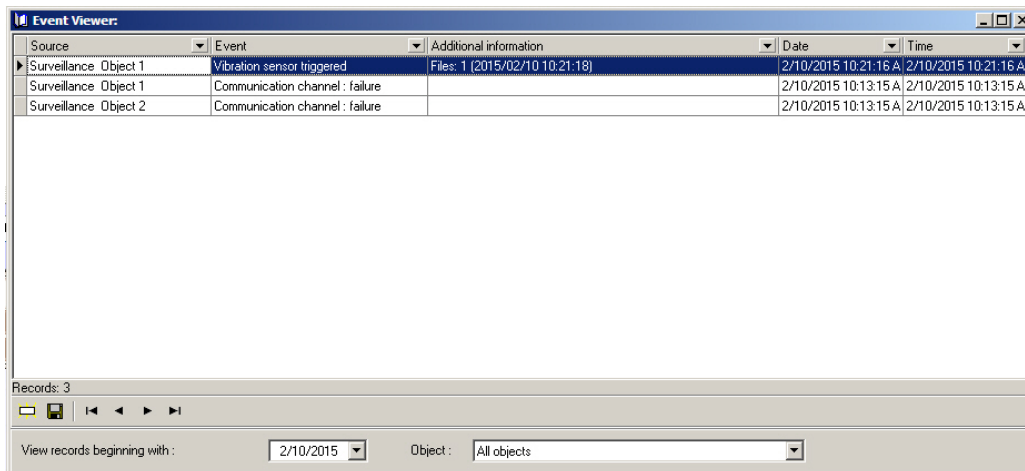 Event Viewer:
Source Event Additional information Date Time
Surveillance Object 1 Vibration sensor triggered Files: 1 (2015/02/10 10:21:18) 2/10/2015 10:21:16 A 2/10/2015 10:21:16 A
Surveillance Object 1 Communication channel : failure 2/10/2015 10:13:15 A 2/10/2015 10:13:15 A
Surveillance Object 2 Communication channel : failure 2/10/2015 10:13:15 A 2/10/2015 10:13:15 A
Records: 3
View records beginning with : 2/10/2015 Object : All objects